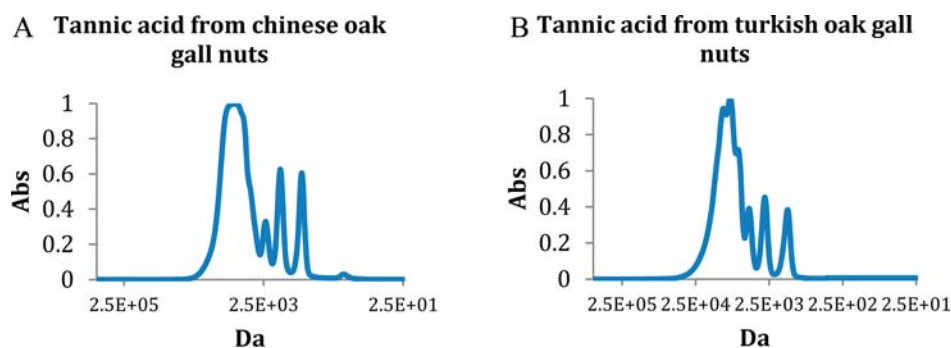 A Tannic acid from chinese oak
gall nuts
1
0.8
0.6
0.4
0.2
0
Abs
2.5E+05 2.5E+03 2.5E+01
Da
B Tannic acid from turkish oak gall
nuts
1
0.8
0.6
0.4
0.2
0
Abs
2.5E+05 2.5E+04 2.5E+03 2.5E+02 2.5E+01
Da